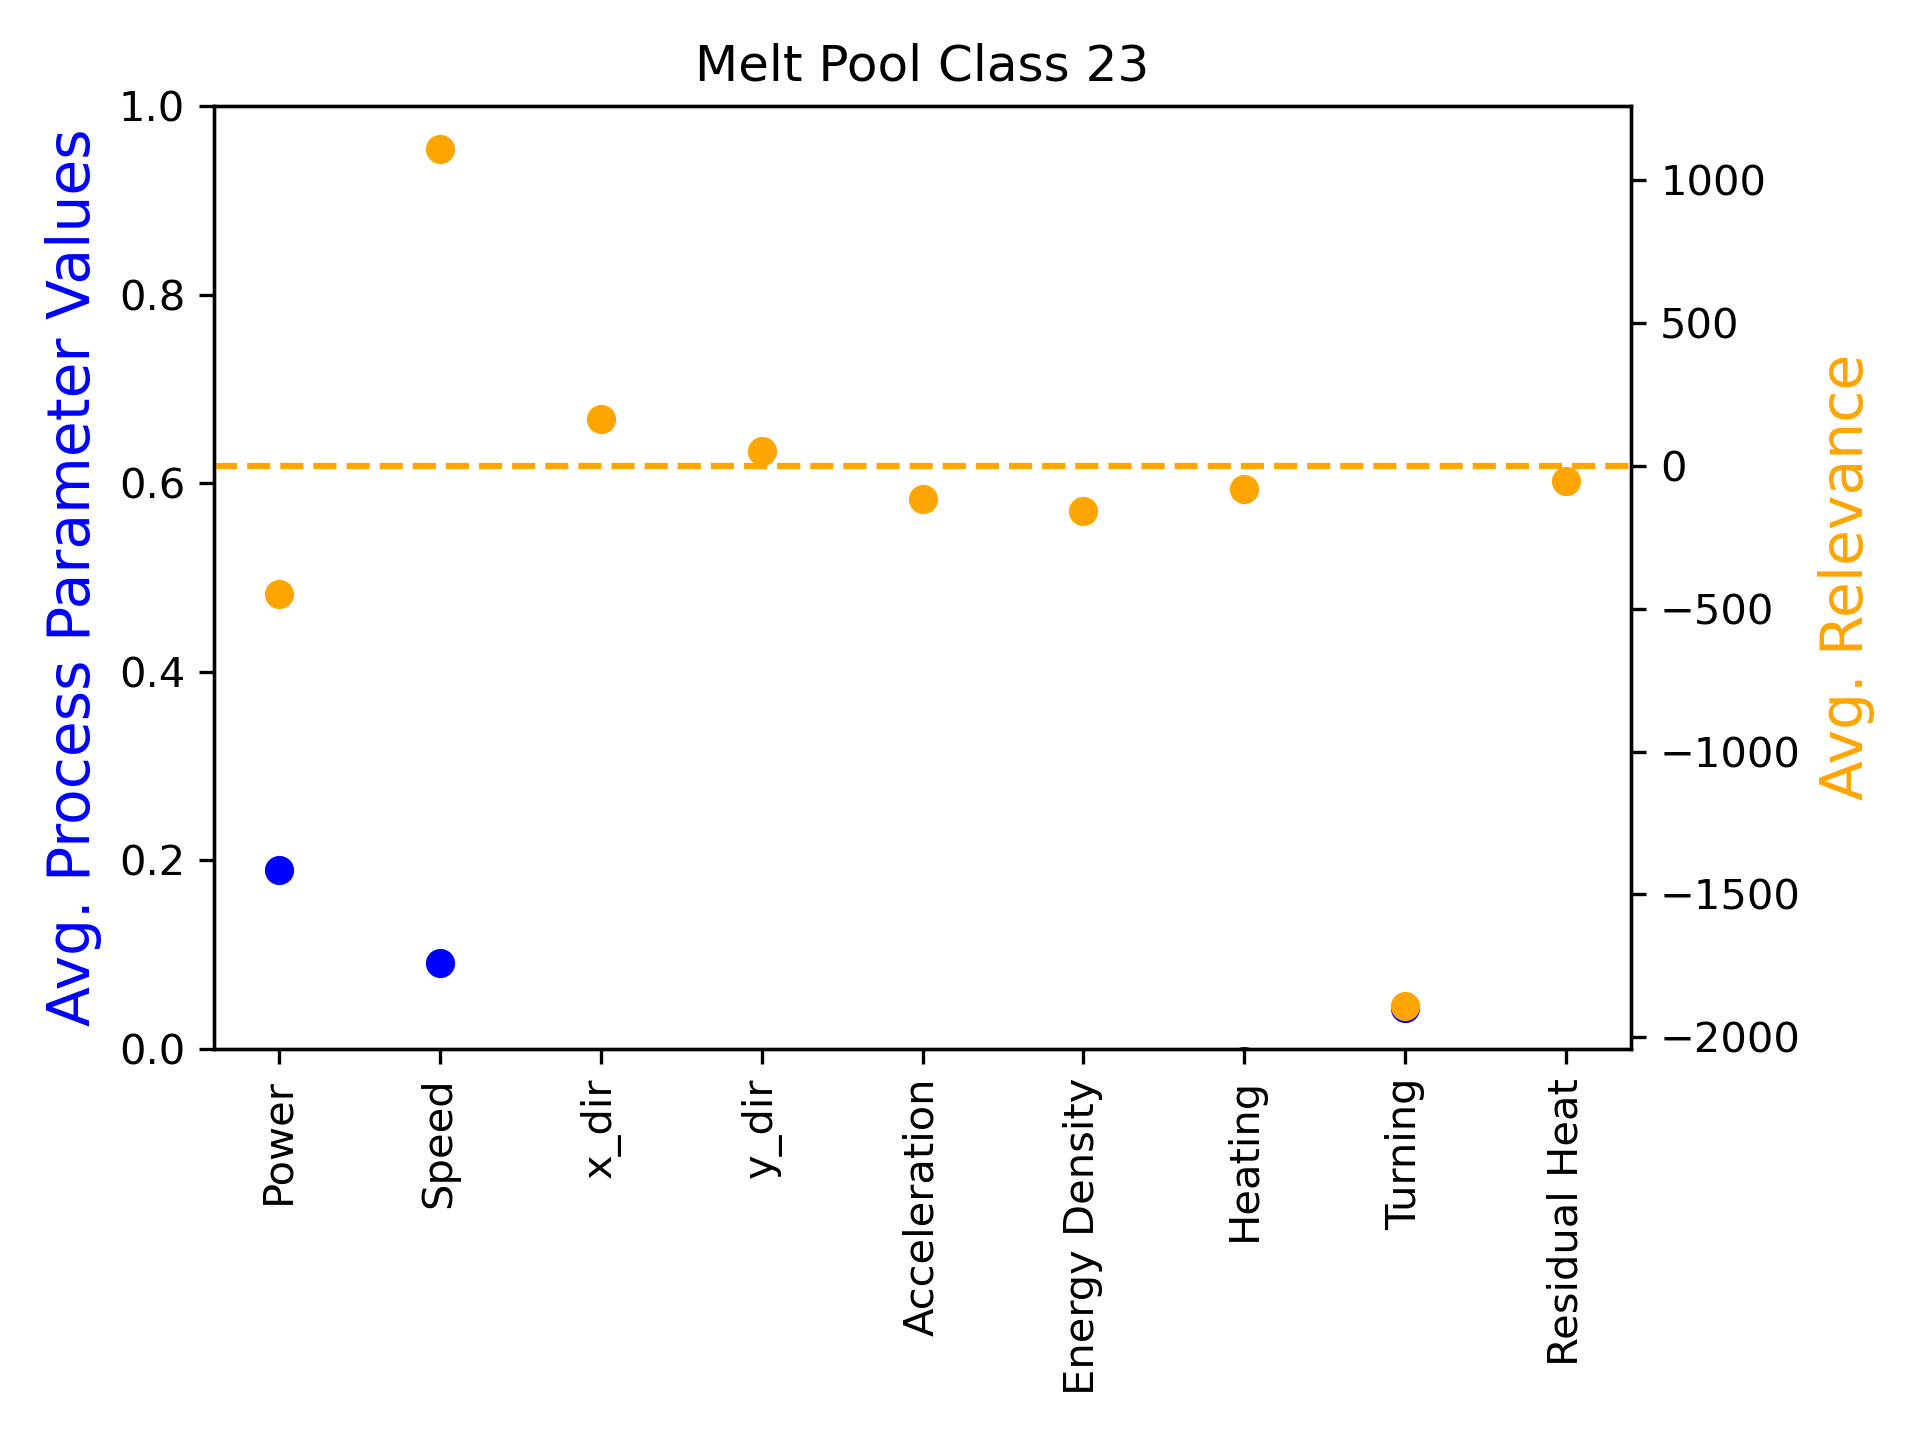 Melt Pool Class 23
Avg. Process Parameter Values
1.0
0.8
0.6
0.4
0.2
0.0
1000
500
0
−500
−1000
−1500
−2000
Avg. Relevance
Power
Speed
x_dir
y_dir
Acceleration
Energy Density
Heating
Turning
Residual Heat